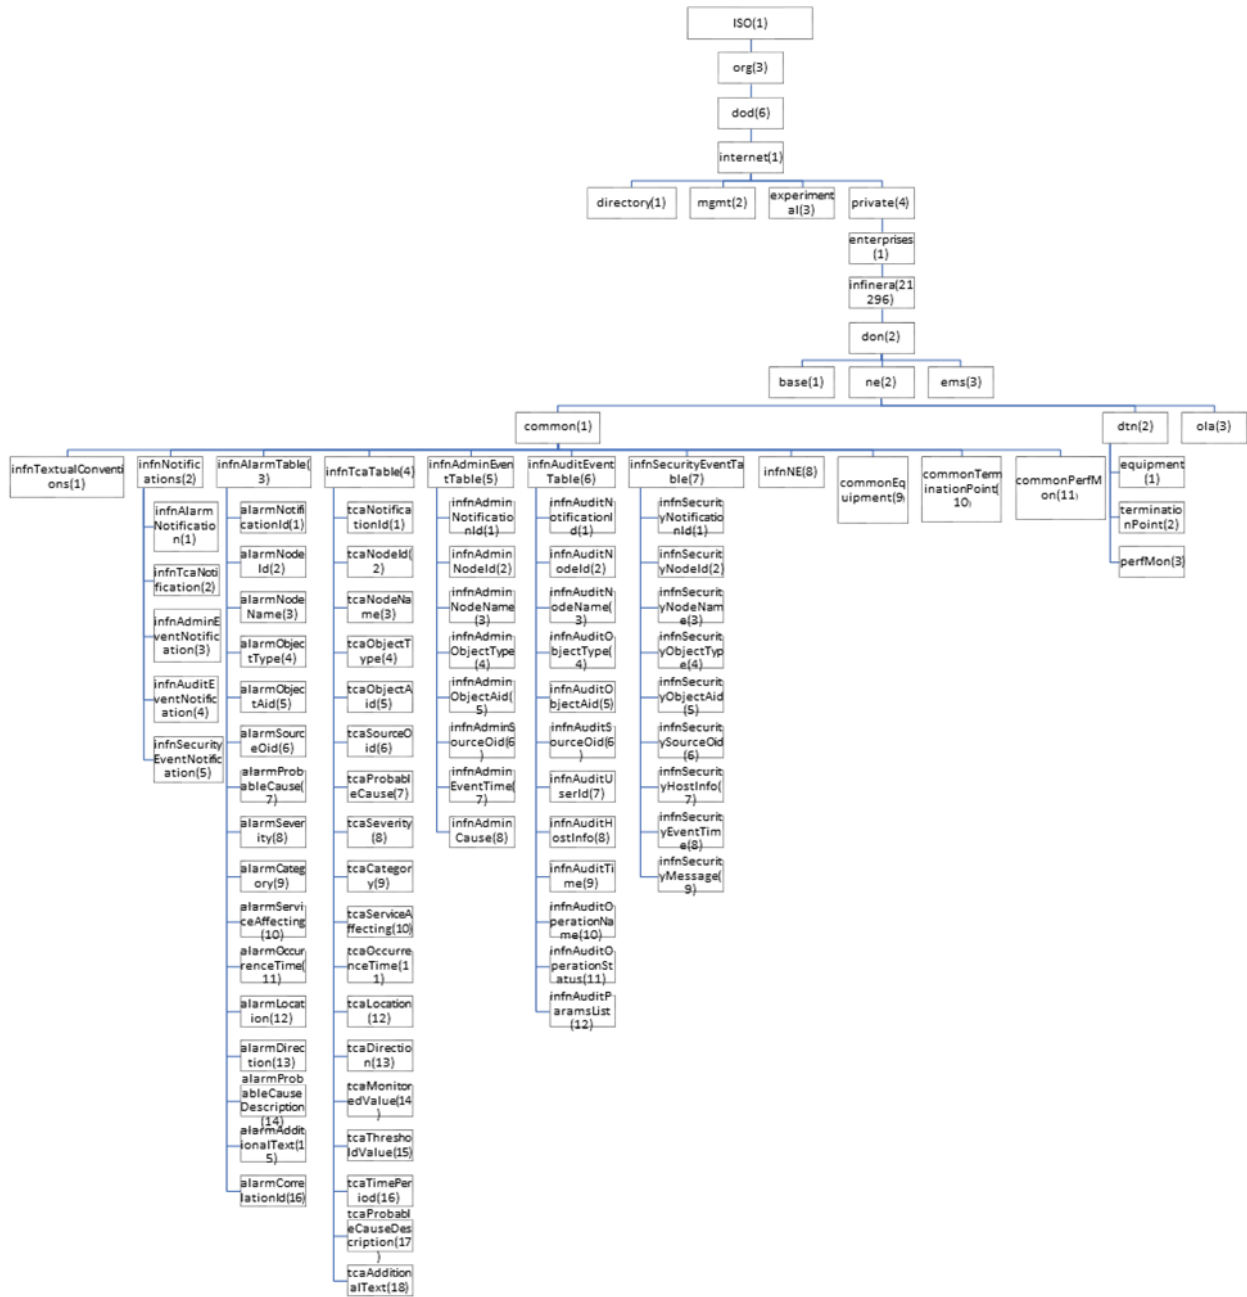 ISO(1)
org(3)
dod(6)
internet(1)
directory(1)
mgmt(2)
experiment
al(3)
private(4)
enterprises
(1)
infinera(21
296)
don(2)
base(1)
ne(2)
ems(3)
common(1)
dtn(2)
ola(3)
infnTextualConventi
ons(1)
infnNotific
ations(2)
infnAlarmTable(
3)
infnTcaTable(4)
infnAdminEven
tTable(5)
infnAuditEvent
Table(6)
infnSecurityEventTa
ble(7)
infnNE(8)
commonEq
uipment(9)
commonTerm
inationPoint(
10)
commonPerfM
on(11)
equipment
(1)
terminatio
nPoint(2)
perfMon(3)
infnAlarm
Notificatio
n(1)
infnTcaNot
ification(2)
infnAdminE
ventNotific
ation(3)
infnAuditE
ventNotific
ation(4)
infnSecurity
EventNotific
ation(5)
alarmNotifi
cationId(1)
alarmNode
Id(2)
alarmNode
Name(3)
alarmObjec
tType(4)
alarmObjec
tAid(5)
alarmSourc
eOid(6)
alarmProb
ableCause(
7)
alarmSever
ity(8)
alarmCateg
ory(9)
alarmServi
ceAffecting
(10)
alarmOccur
renceTime(
11)
alarmLocat
ion(12)
alarmDirec
tion(13)
alarmProb
ableCause
Description
(14)
alarmAddit
ionalText(1
5)
alarmCorre
lationId(16)
tcaNotifica
tionId(1)
tcaNodeId(
2)
tcaNodeNa
me(3)
tcaObjectT
ype(4)
tcaObjectA
id(5)
tcaSourceO
id(6)
tcaProbabl
eCause(7)
tcaSeverity
(8)
tcaCategor
y(9)
tcaServiceA
ffecting(10)
tcaOccurre
nceTime(1
1)
tcaLocation
(12)
tcaDirectio
n(13)
tcaMonitor
edValue(14
)
tcaThresho
ldValue(15)
tcaTimePer
iod(16)
tcaProbabl
eCauseDes
cription(17
)
tcaAddition
alText(18)
infnAdmin
Notification
Id(1)
infnAdmin
NodeId(2)
infnAdmin
NodeName
(3)
infnAdmin
ObjectType
(4)
infnAdmin
ObjectAid(
5)
infnAdminS
ourceOid(6
)
infnAdmin
EventTime(
7)
infnAdmin
Cause(8)
infnAuditN
otificationI
d(1)
infnAuditN
odeId(2)
infnAuditN
odeName(
3)
infnAuditO
bjectType(
4)
infnAuditO
bjectAid(5)
infnAuditS
ourceOid(6
)
infnAuditU
serId(7)
infnAuditH
ostInfo(8)
infnAuditTi
me(9)
infnAuditO
perationNa
me(10)
infnAuditO
perationSt
atus(11)
infnAuditP
aramsList
(12)
infnSecurit
yNotificatio
nId(1)
infnSecurit
yNodeId(2)
infnSecurit
yNodeNam
e(3)
infnSecurit
yObjectTyp
e(4)
infnSecurit
yObjectAid
(5)
infnSecurit
ySourceOid
(6)
infnSecurit
yHostInfo(
7)
infnSecurit
yEventTim
e(8)
infnSecurit
yMessage(
9)